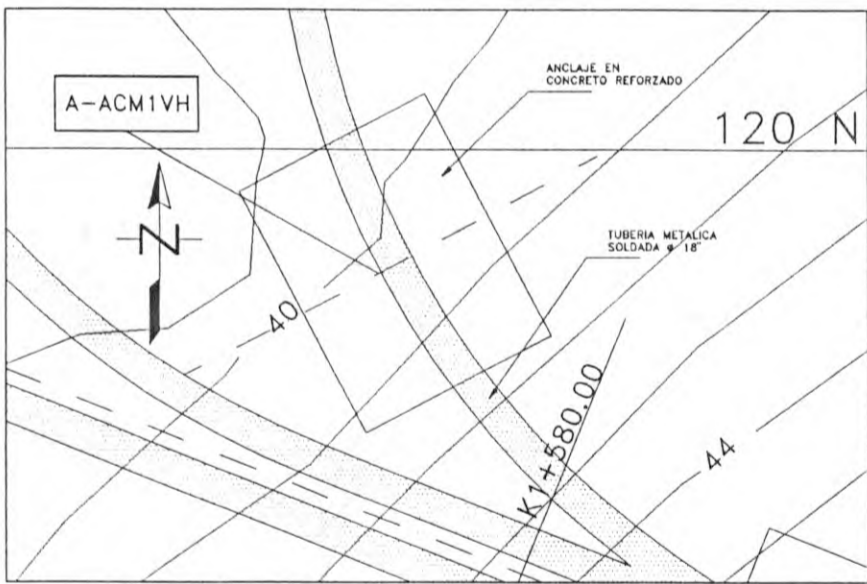 ANCLAJE EN
CONCRETO REFORZADO
A-ACM1VH
120 N
N
TUBERIA METALICA
SOLDADA ø 18"
40
K1+580.00
44